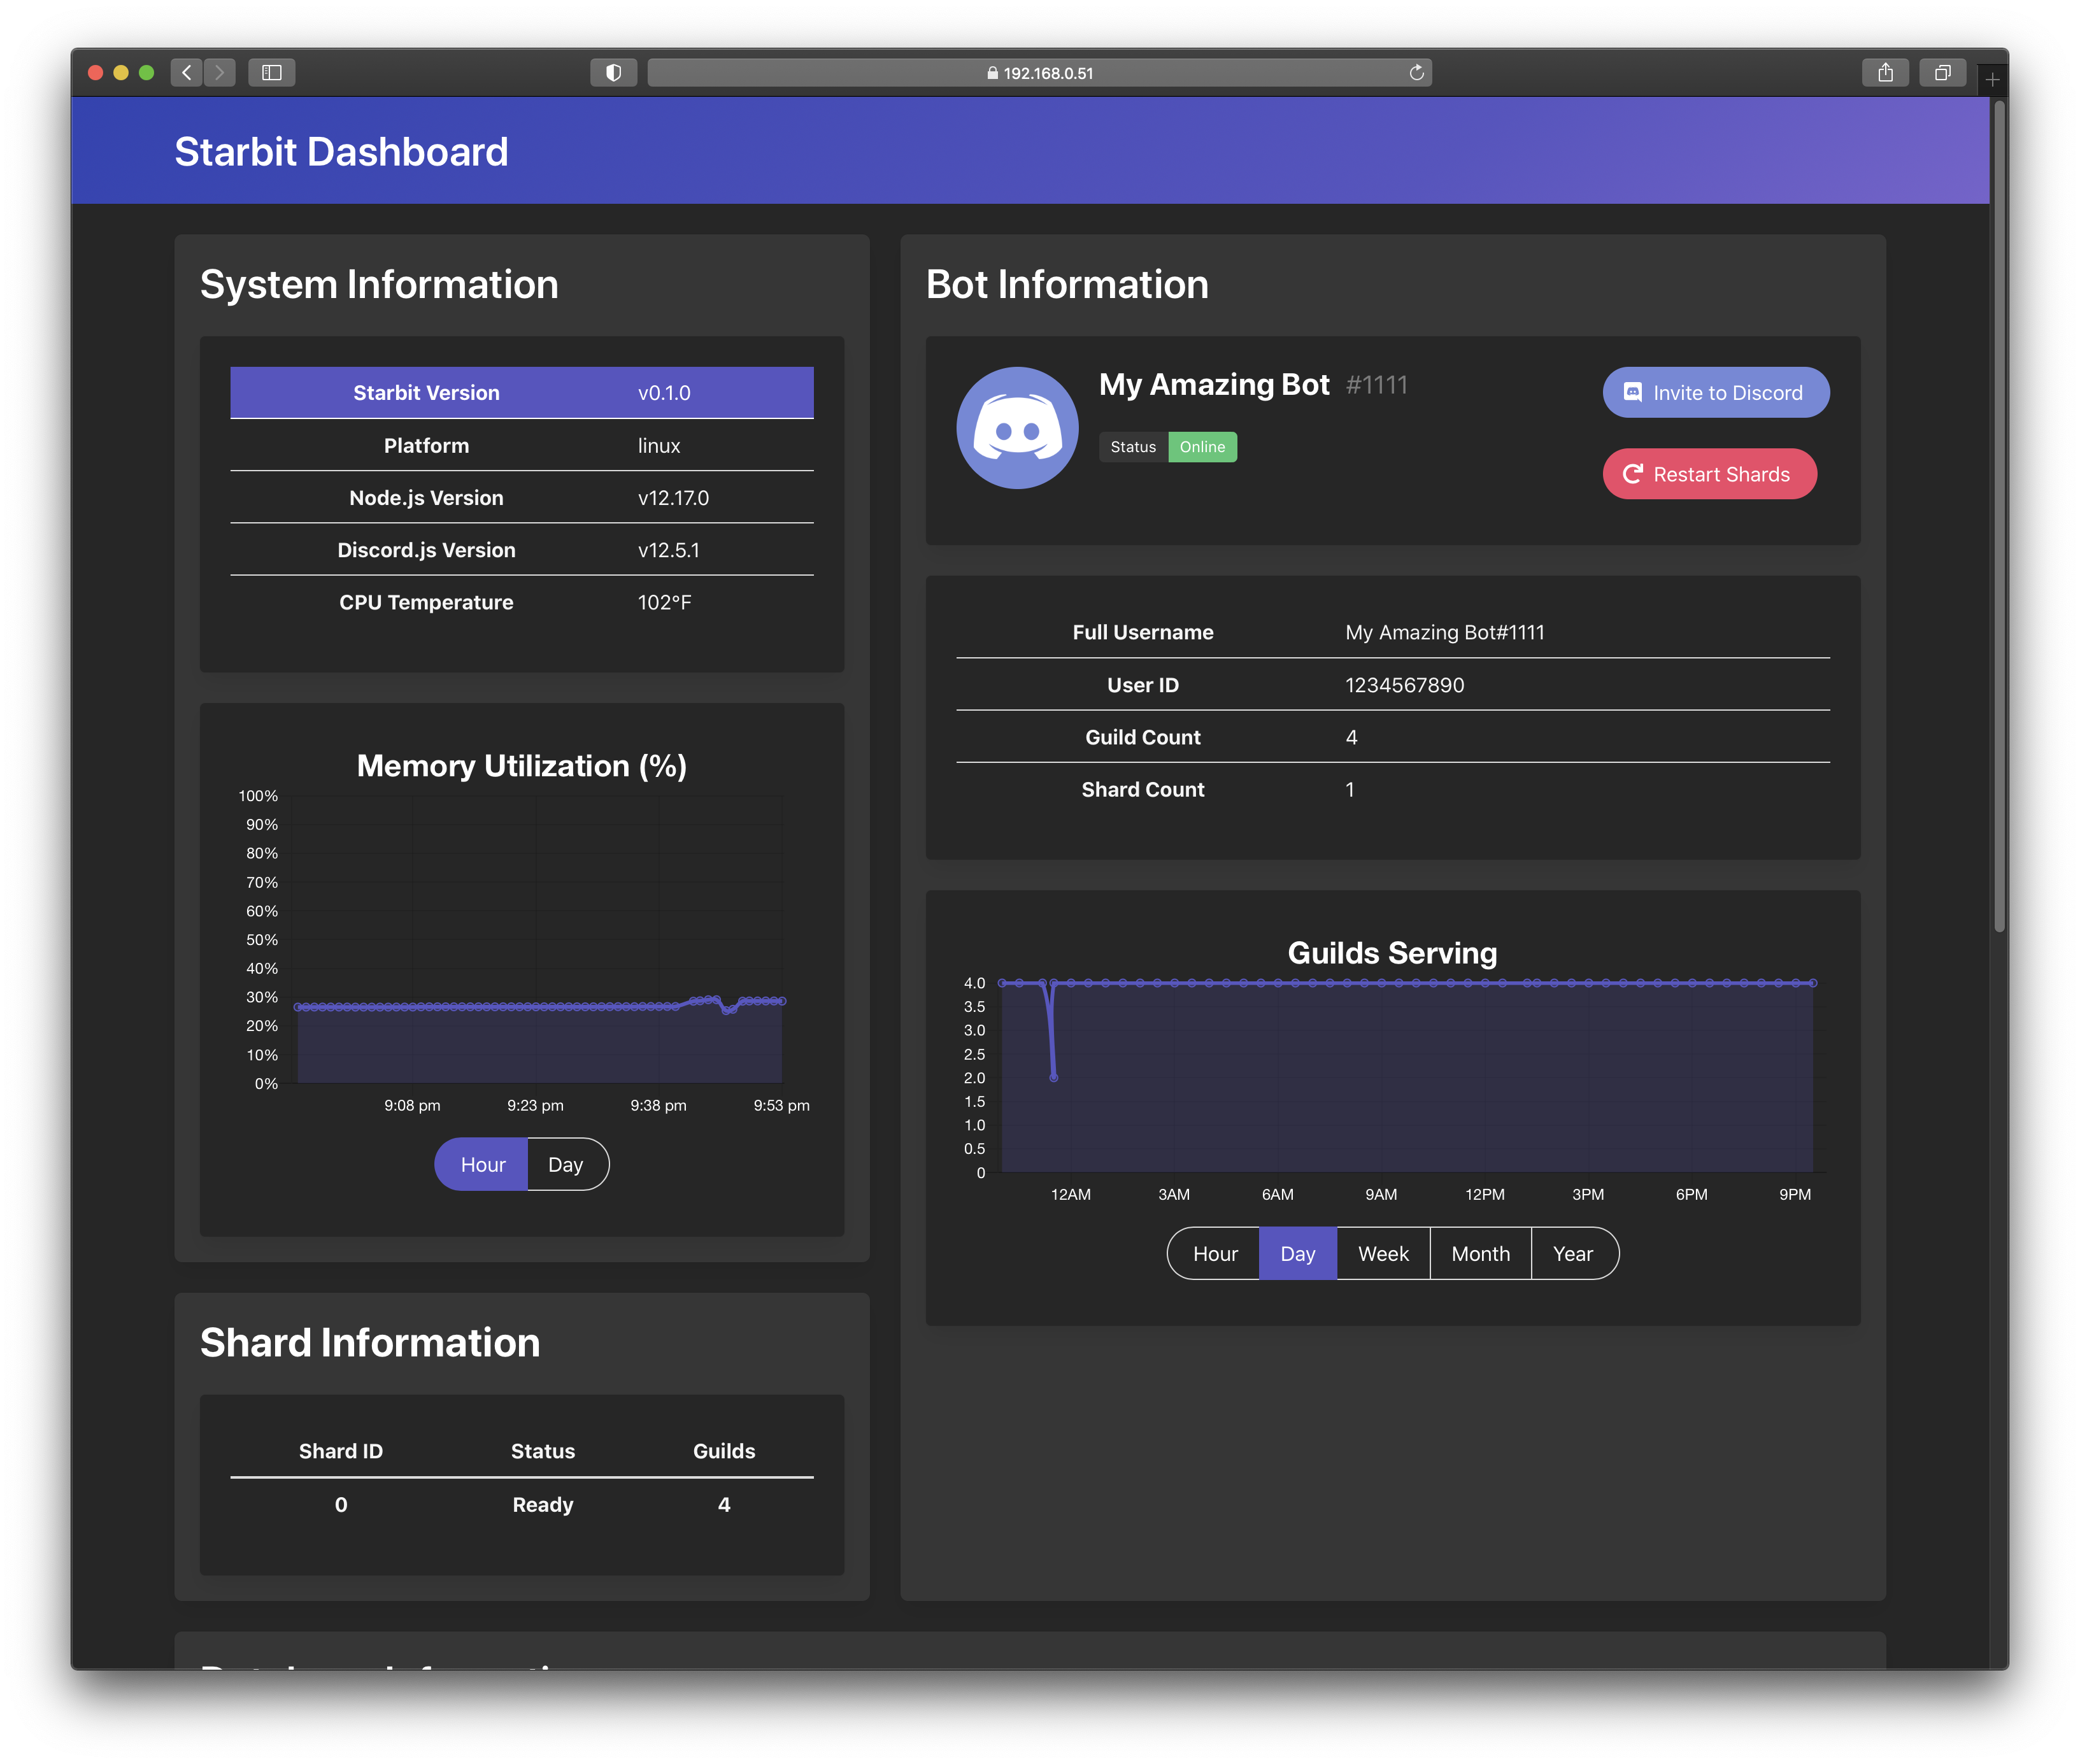 192.168.0.51
Starbit Dashboard
System Information
Starbit Version v0.1.0
Platform linux
Node.js Version v12.17.0
Discord.js Version v12.5.1
CPU Temperature 102°F
Memory Utilization (%)
100%
90%
80%
70%
60%
50%
40%
30%
20%
10%
0%
9:08 pm 9:23 pm 9:38 pm 9:53 pm
Hour Day
Shard Information
Shard ID Status Guilds
0 Ready 4
Bot Information
My Amazing Bot #1111
Status Online
Invite to Discord
Restart Shards
Full Username My Amazing Bot#1111
User ID 1234567890
Guild Count 4
Shard Count 1
Guilds Serving
4.0
3.5
3.0
2.5
2.0
1.5
1.0
0.5
0
12AM 3AM 6AM 9AM 12PM 3PM 6PM 9PM
Hour Day Week Month Year